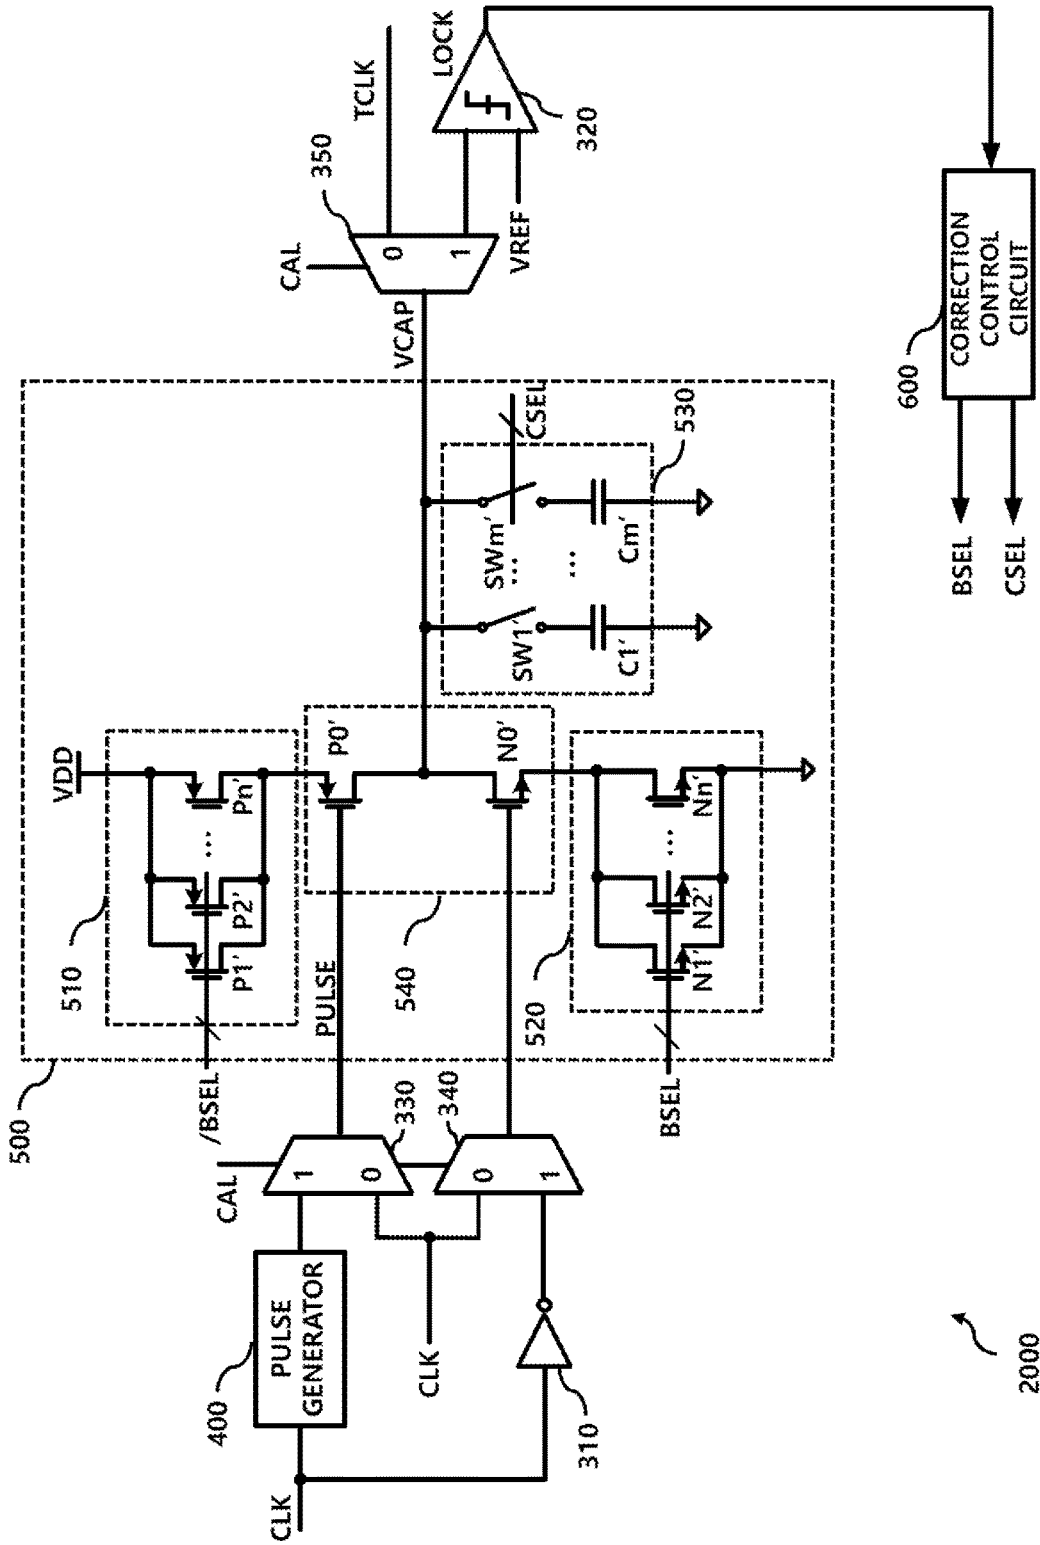 500
510
VDD
/BSEL
P1'
P2'
...
Pn'
CAL
PULSE
P0'
CLK
400
PULSE
GENERATOR
1
0
330
340
0
1
CLK
310
540
N0'
520
BSEL
N1'
N2'
...
Nn'
VCAP
SW1'
...
SWm'
CSEL
C1'
...
Cm'
530
CAL
350
0
1
TCLK
VREF
LOCK
320
600
CORRECTION
CONTROL
CIRCUIT
BSEL
CSEL
2000